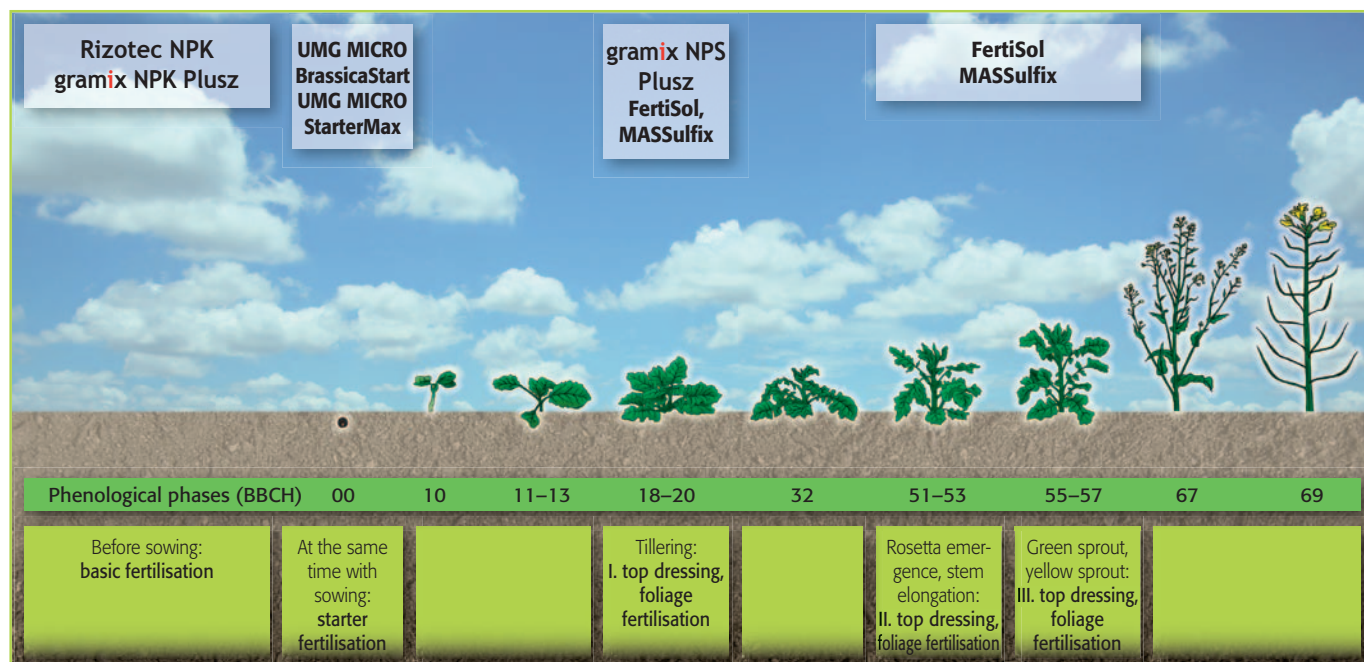 Rizotec NPK
gramix NPK Plusz
UMG MICRO
BrassicaStart
UMG MICRO
StarterMax
gramix NPS
Plusz
FertiSol,
MASSulfix
FertiSol
MASSulfix
Phenological phases (BBCH) 00 10 11–13 18–20 32 51–53 55–57 67 69
Before sowing:
basic fertilisation
At the same
time with
sowing:
starter
fertilisation
Tillering:
I. top dressing,
foliage
fertilisation
Rosetta emer-
gence, stem
elongation:
II. top dressing,
foliage fertilisation
Green sprout,
yellow sprout:
III. top dressing,
foliage
fertilisation